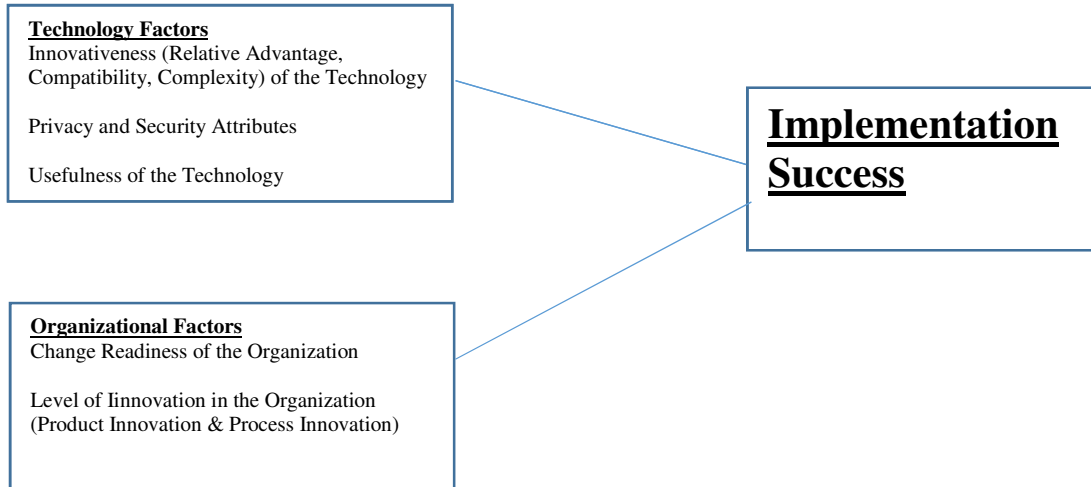 Technology Factors
Innovativeness (Relative Advantage,
Compatibility, Complexity) of the Technology
Privacy and Security Attributes
Usefulness of the Technology
Implementation
Success
Organizational Factors
Change Readiness of the Organization
Level of Iinnovation in the Organization
(Product Innovation & Process Innovation)